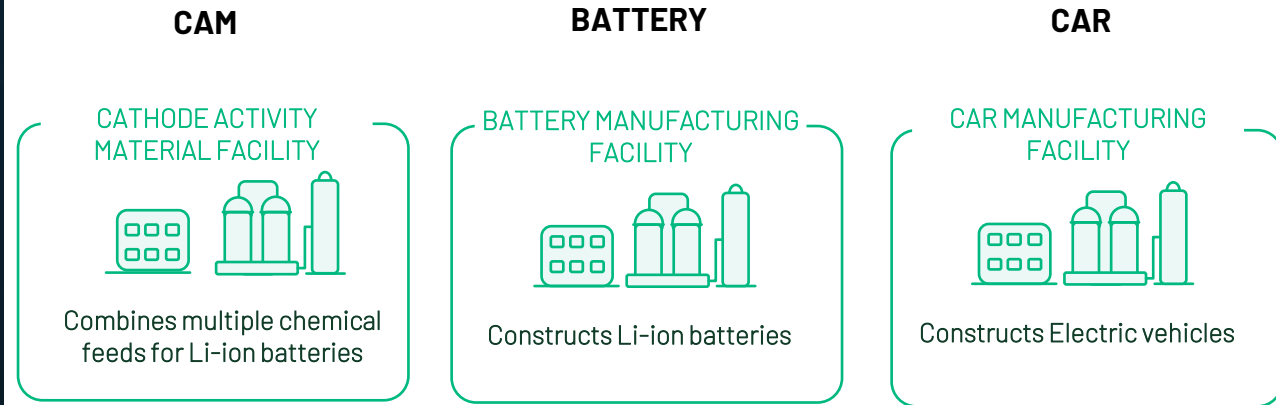 CAM
CATHODE ACTIVITY
MATERIAL FACILITY
Combines multiple chemical
feeds for Li-ion batteries
BATTERY
BATTERY MANUFACTURING
FACILITY
Constructs Li-ion batteries
CAR
CAR MANUFACTURING
FACILITY
Constructs Electric vehicles